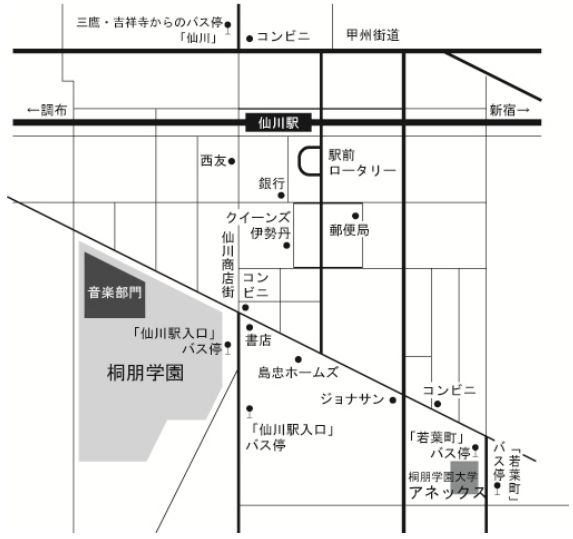 三鷹・吉祥寺からのバス停
「仙川」
コンビニ
甲州街道
←調布
仙川駅
新宿→
西友
駅前
ロータリー
銀行
クイーンズ
伊勢丹
郵便局
仙川商店街
コン
ビニ
音楽部門
「仙川駅入口」
バス停
書店
桐朋学園
島忠ホームズ
ジョナサン
コンビニ
「仙川駅入口」
バス停
「若葉町」
バス停
「若葉町」
バス停
桐朋学園大学
アネックス